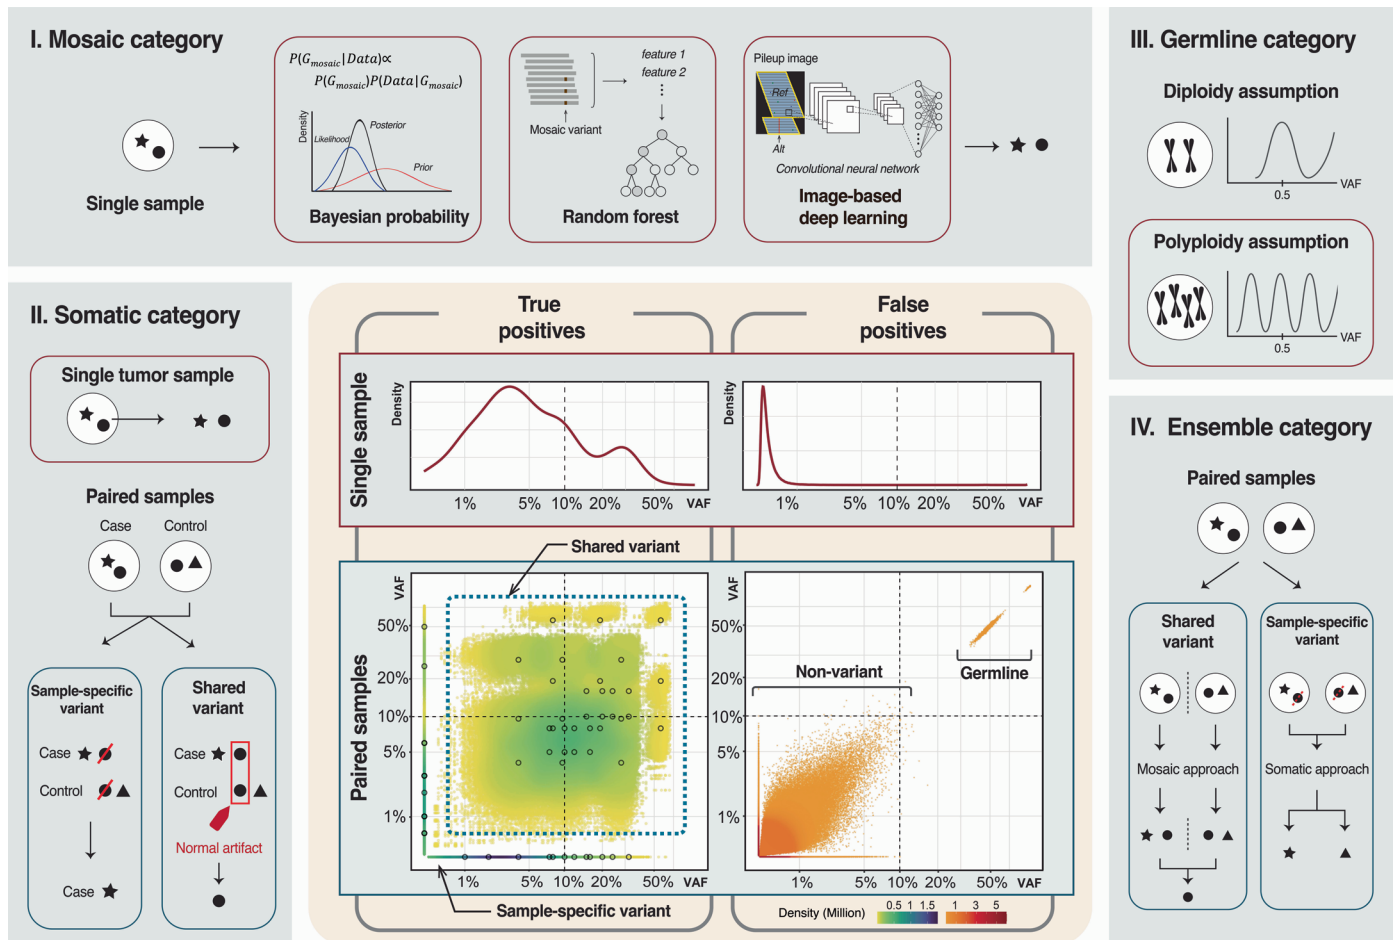 I. Mosaic category
Single sample
P(G_mosaic|Data)∝
P(G_mosaic)P(Data|G_mosaic)
Density
Likelihood
Posterior
Prior
Bayesian probability
feature 1
feature 2
Mosaic variant
Random forest
Pileup image
Ref
Alt
Convolutional neural network
Image-based
deep learning
III. Germline category
Diploidy assumption
VAF
0.5
Polyploidy assumption
VAF
0.5
II. Somatic category
Single tumor sample
Paired samples
Case
Control
Sample-specific
variant
Case
Control
Case
Shared
variant
Case
Control
Normal artifact
True
positives
False
positives
Single sample
Density
1% 5% 10% 20% 50% VAF
Density
1% 5% 10% 20% 50% VAF
Shared variant
Paired samples
VAF
50%
20%
10%
5%
1%
1% 5% 10% 20% 50% VAF
Sample-specific variant
VAF
50%
20%
10%
5%
1%
Non-variant
Germline
1% 5% 10% 20% 50% VAF
Density (Million)
0.5 1 1.5
1 3 5
IV. Ensemble category
Paired samples
Shared
variant
Mosaic approach
Sample-specific
variant
Somatic approach